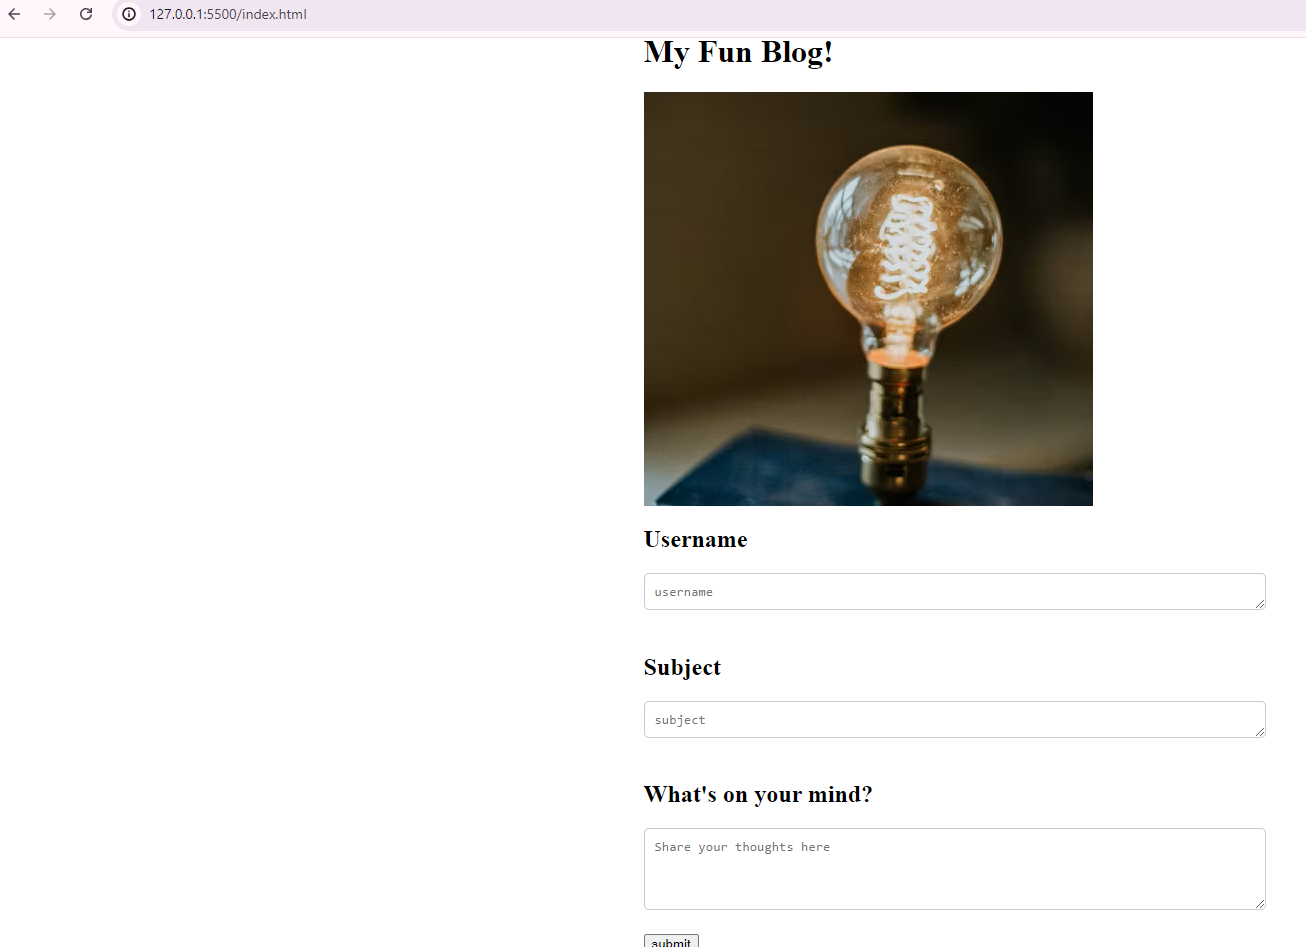 127.0.0.1:5500/index.html
My Fun Blog!
Username
username
Subject
subject
What's on your mind?
Share your thoughts here
submit